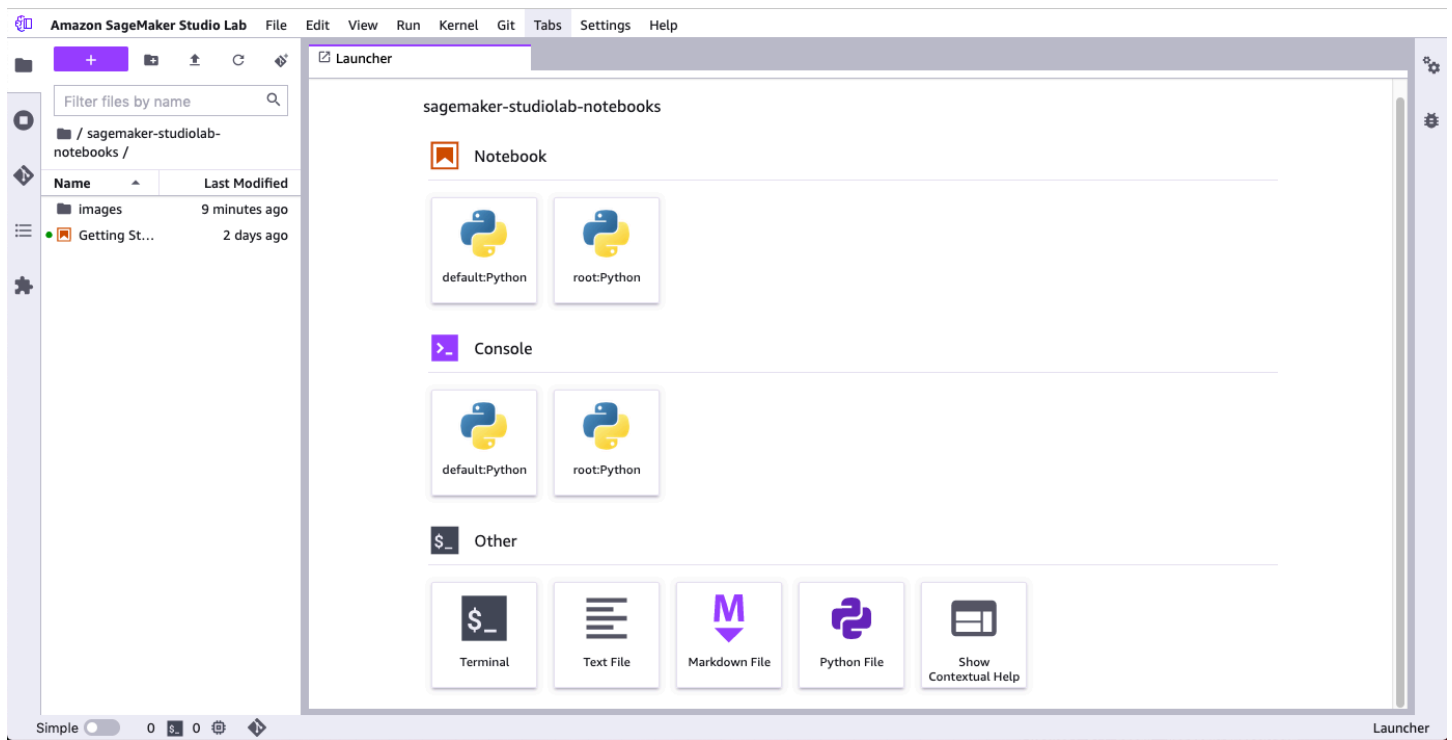 Amazon SageMaker Studio Lab File Edit View Run Kernel Git Tabs Settings Help
+
Filter files by name
/ sagemaker-studiolab-
notebooks /
Name Last Modified
images 9 minutes ago
Getting St... 2 days ago
Launcher
sagemaker-studiolab-notebooks
Notebook
default:Python root:Python
Console
default:Python root:Python
$_ Other
$_ M
Terminal Text File Markdown File Python File Show
Contextual Help
Simple 0 $_ 0 Launcher